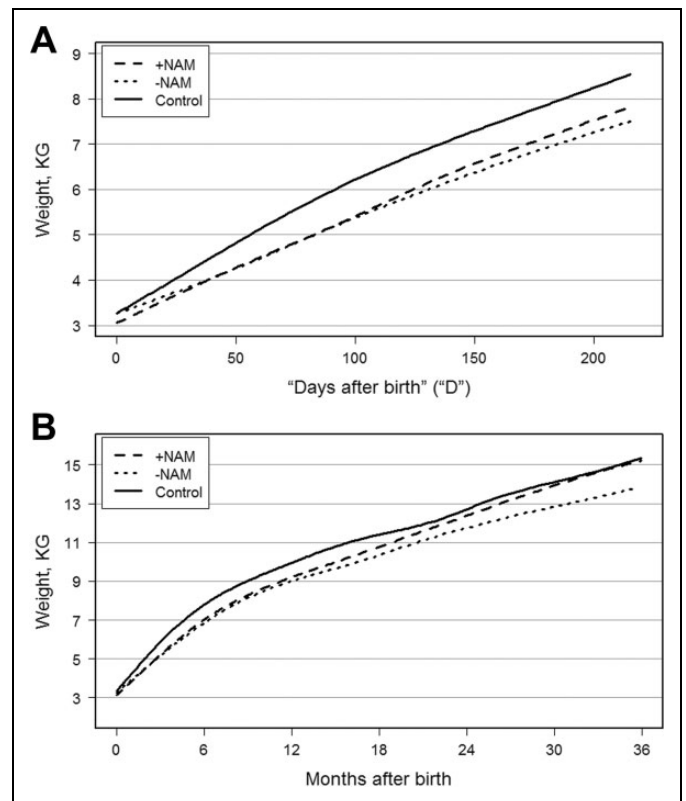 A
+NAM
-NAM
Control
9
8
7
6
5
4
3
Weight, KG
0 50 100 150 200
“Days after birth” (“D”)
B
+NAM
-NAM
Control
15
13
11
9
7
5
3
Weight, KG
0 6 12 18 24 30 36
Months after birth